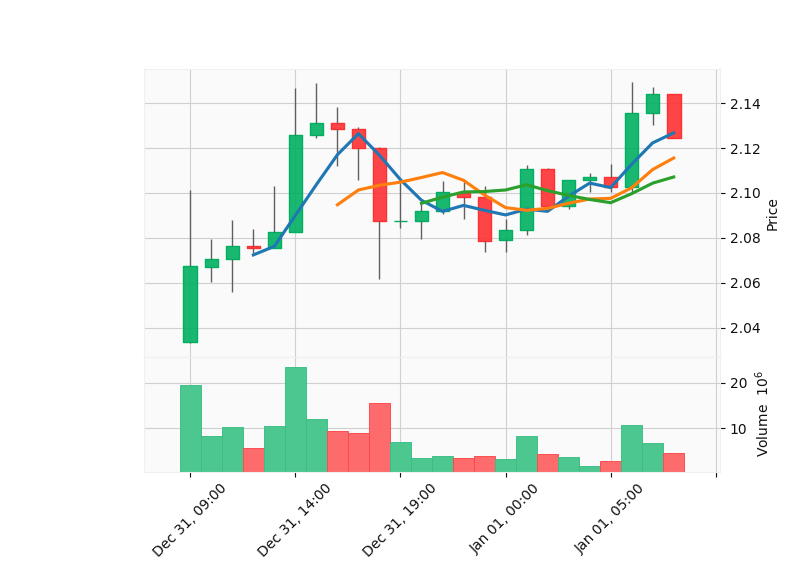 2.14
2.12
2.10
2.08
2.06
2.04
Price
20
10
Volume 10^6
Dec 31, 09:00
Dec 31, 14:00
Dec 31, 19:00
Jan 01, 00:00
Jan 01, 05:00